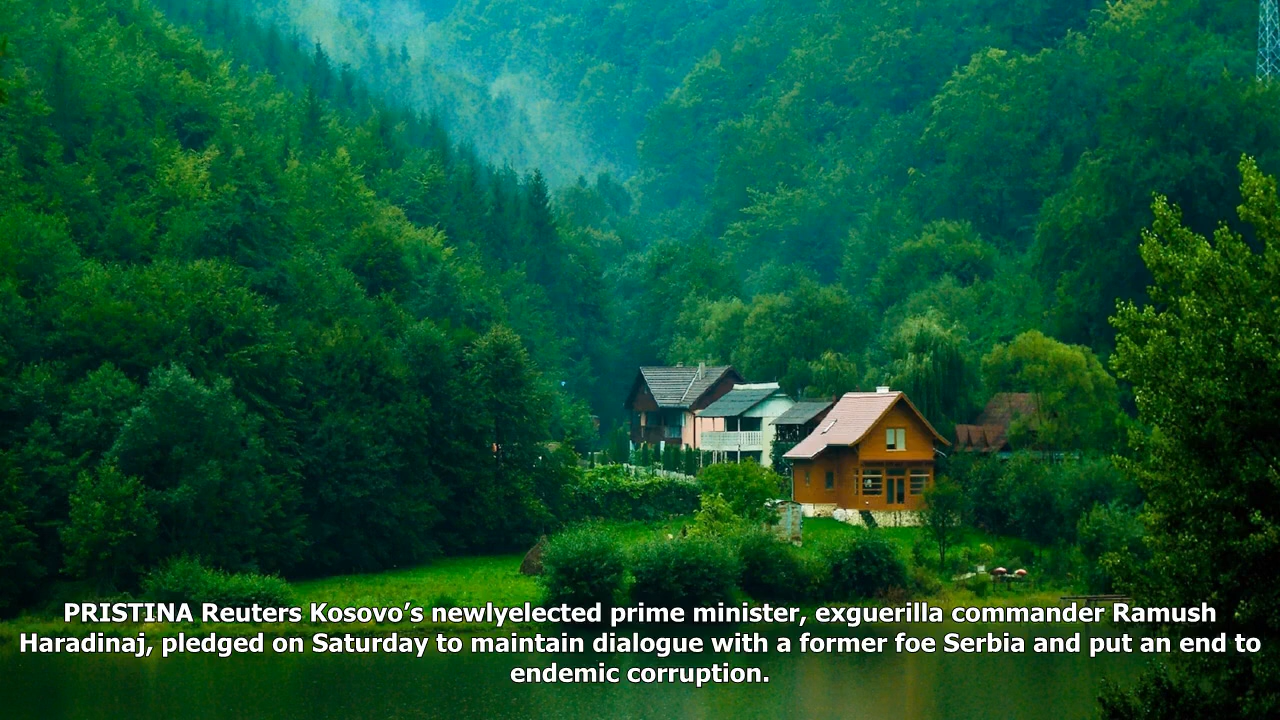 PRISTINA Reuters Kosovo’s newlyelected prime minister, exguerilla commander Ramush
Haradinaj, pledged on Saturday to maintain dialogue with a former foe Serbia and put an end to
endemic corruption.